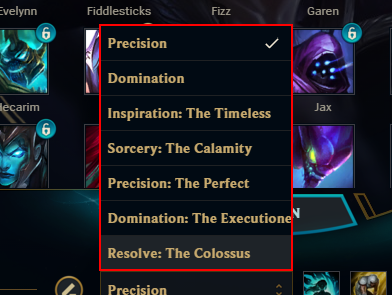 Evelynn Fiddlesticks Fizz Garen
6 6
Precision
Domination
Inspiration: The Timeless
ecarim Jax
Sorcery: The Calamity
6
Precision: The Perfect
Domination: The Executione
N
Resolve: The Colossus
Precision